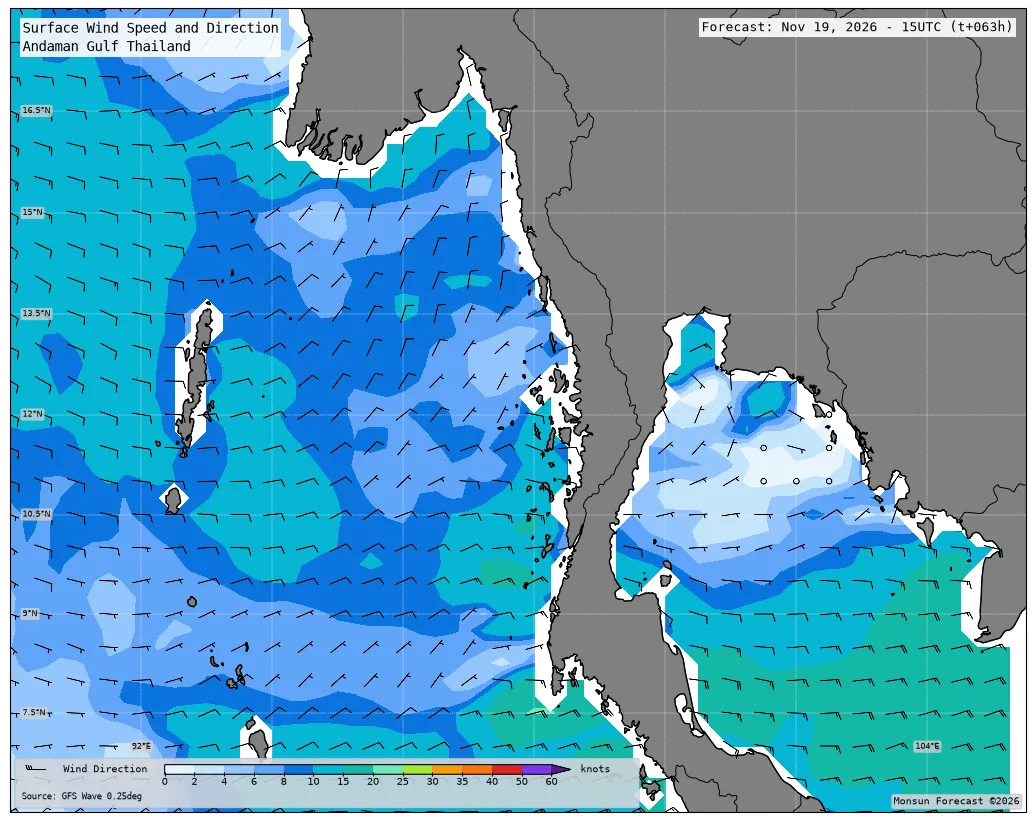 Surface Wind Speed and Direction
Andaman Gulf Thailand
Forecast: Nov 19, 2026 - 15UTC (t+063h)
16.5°N
15°N
13.5°N
12°N
10.5°N
9°N
7.5°N
92°E
104°E
Wind Direction
knots
0 2 4 6 8 10 15 20 25 30 35 40 50 60
Source: GFS Wave 0.25deg
Monsun Forecast ©2026